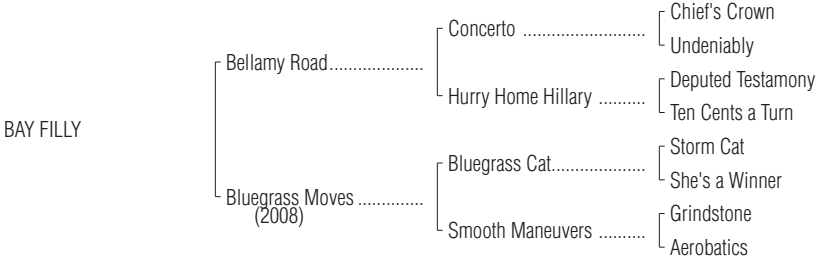 Chief's Crown
Concerto ..........................
Undeniably
Bellamy Road....................
Deputed Testamony
Hurry Home Hillary ..........
Ten Cents a Turn
BAY FILLY
Storm Cat
Bluegrass Cat....................
She's a Winner
Bluegrass Moves ..............
(2008)
Grindstone
Smooth Maneuvers ..........
Aerobatics